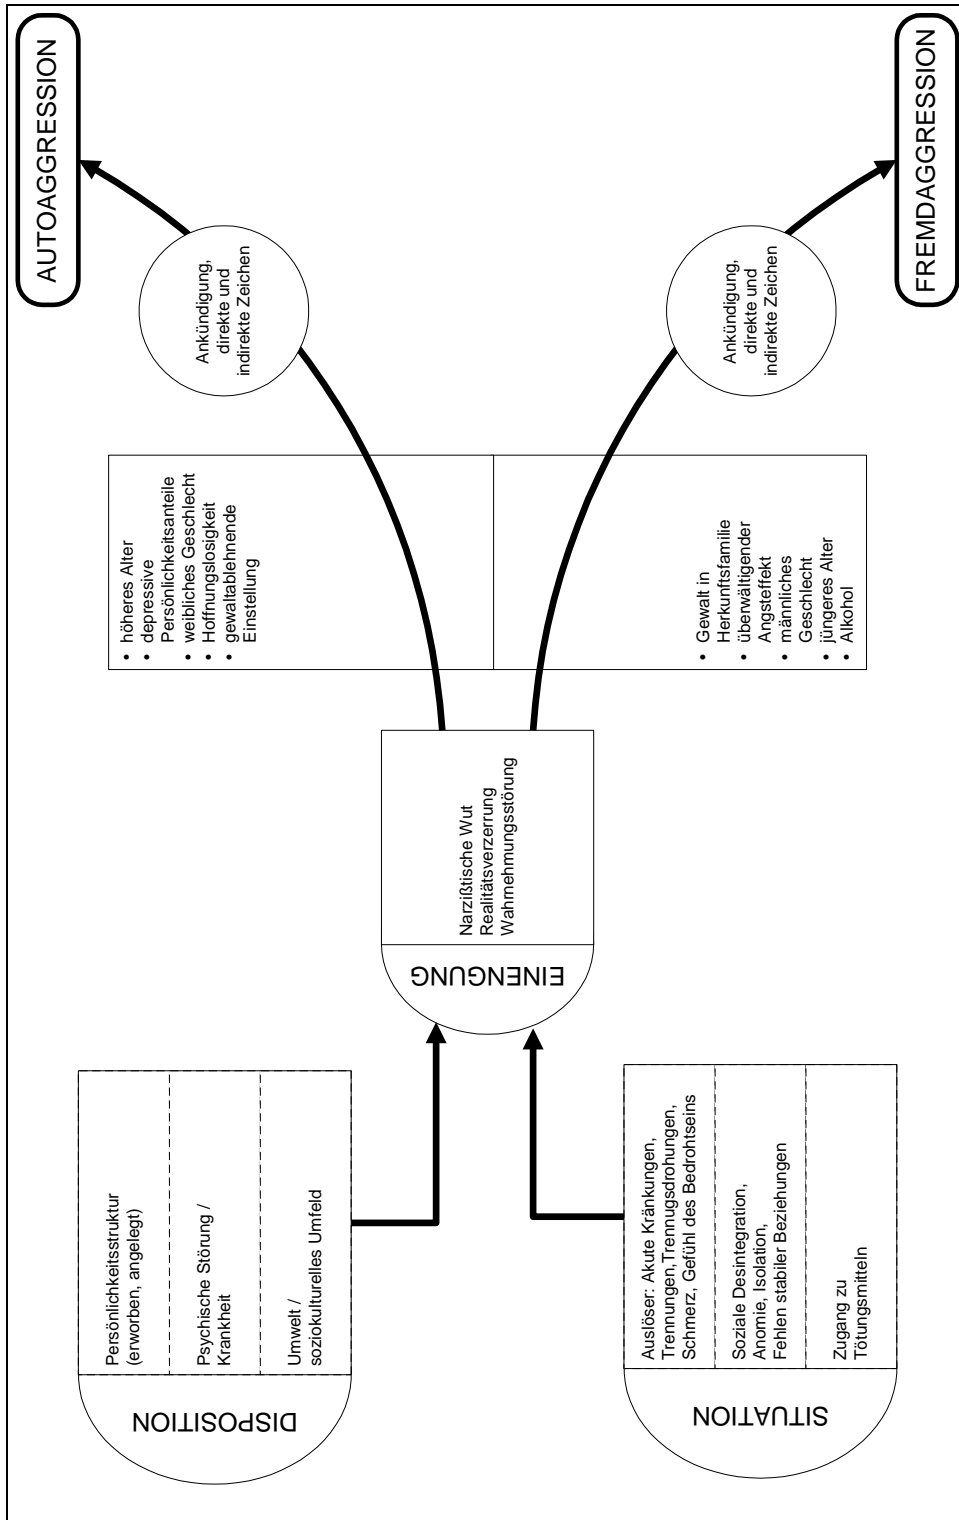 DISPOSITION
Persönlichkeitsstruktur
(erworben, angelegt)
Psychische Störung /
Krankheit
Umwelt /
soziokulturelles Umfeld
SITUATION
Auslöser: Akute Kränkungen,
Trennungen,Trennugsdrohungen,
Schmerz, Gefühl des Bedrohtseins
Soziale Desintegration,
Anomie, Isolation,
Fehlen stabiler Beziehungen
Zugang zu
Tötungsmitteln
EINENGUNG
Narzißtische Wut
Realitätsverzerrung
Wahrnehmungsstörung
• höheres Alter
• depressive
Persönlichkeitsanteile
• weibliches Geschlecht
• Hoffnungslosigkeit
• gewaltablehnende
Einstellung
• Gewalt in
Herkunftsfamilie
• überwältigender
Angsteffekt
• männliches
Geschlecht
• jüngeres Alter
• Alkohol
Ankündigung,
direkte und
indirekte Zeichen
Ankündigung,
direkte und
indirekte Zeichen
AUTOAGGRESSION
FREMDAGGRESSION